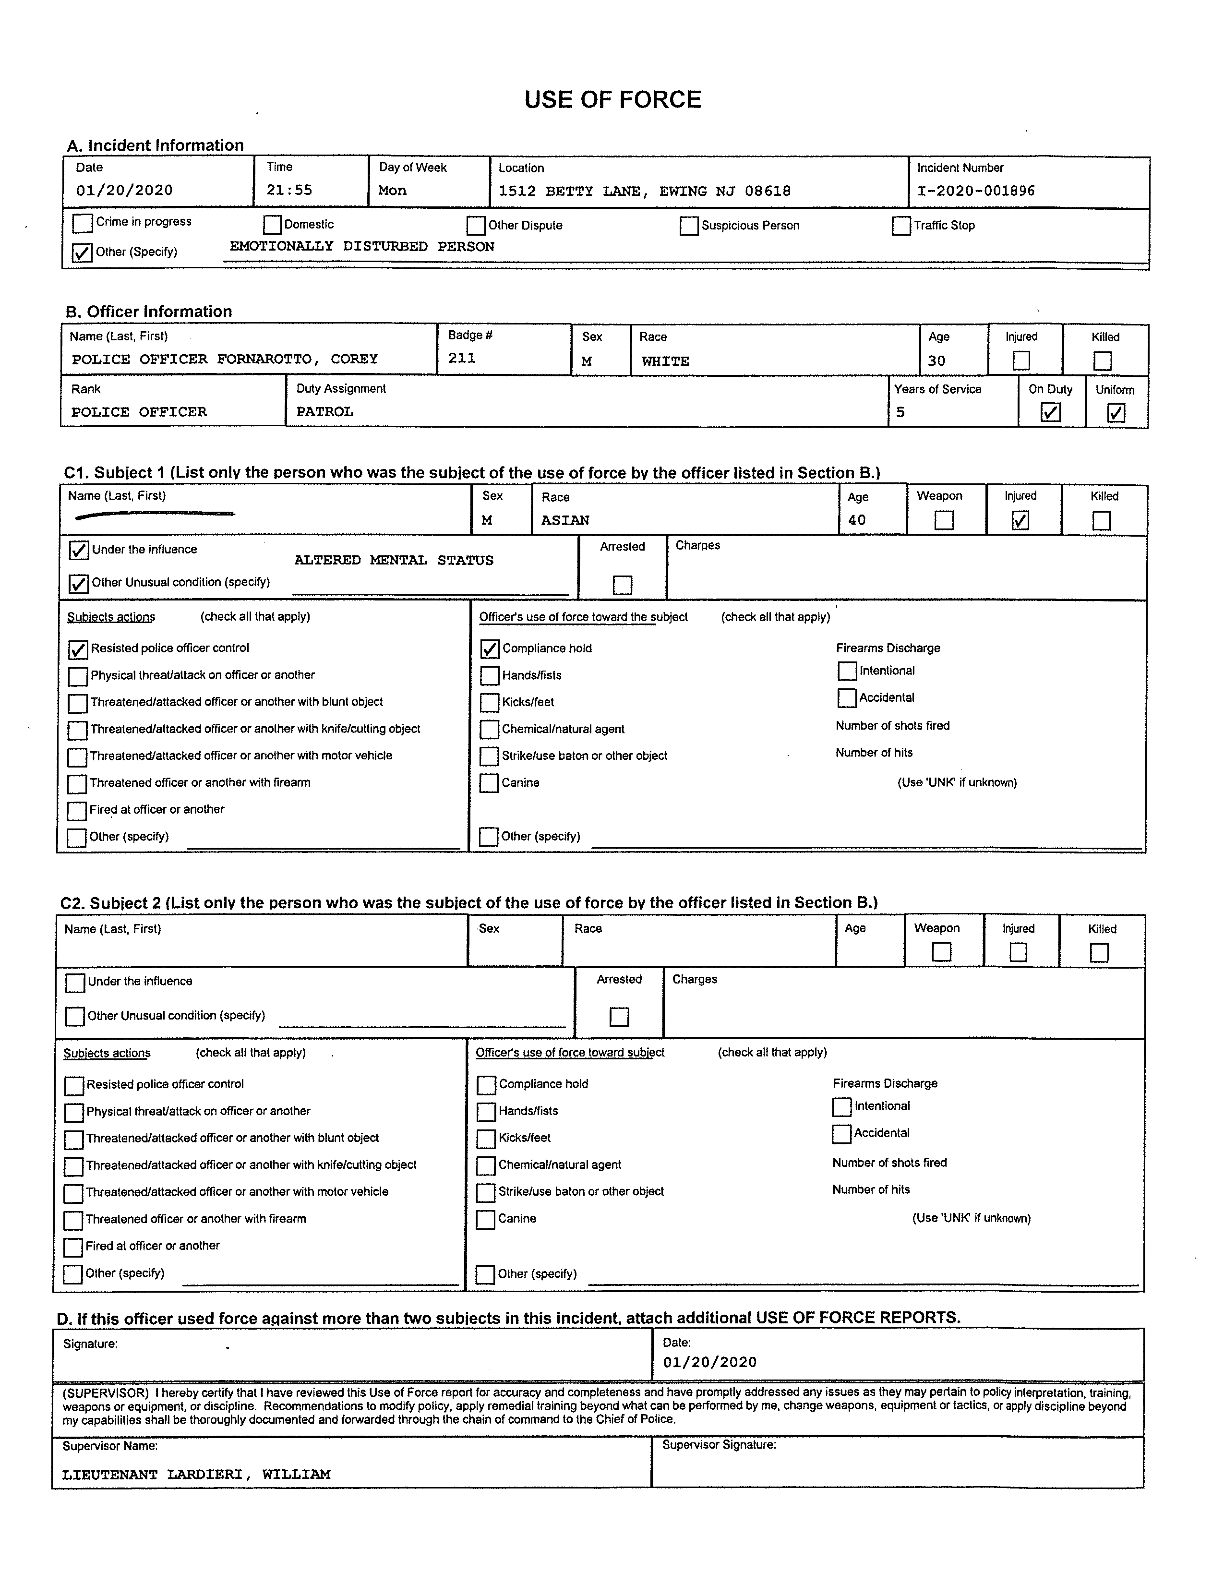 USE OF FORCE
A. Incident Information
Date Time Day of Week Location Incident Number
01/20/2020 21:55 Mon 1512 BETTY LANE, EWING NJ 08618 I-2020-001896
Crime in progress Domestic Other Dispute Suspicious Person Traffic Stop
Other (Specify) EMOTIONALLY DISTURBED PERSON
B. Officer Information
Name (Last, First) Badge # Sex Race Age Injured Killed
POLICE OFFICER FORNAROTTO, COREY 211 M WHITE 30
Rank Duty Assignment Years of Service On Duty Uniform
POLICE OFFICER PATROL 5
C1. Subject 1 (List only the person who was the subject of the use of force by the officer listed in Section B.)
Name (Last, First) Sex Race Age Weapon Injured Killed
M ASIAN 40
Under the influence Arrested Charges
ALTERED MENTAL STATUS
Other Unusual condition (specify)
Subjects actions (check all that apply) Officer's use of force toward the subject (check all that apply)
Resisted police officer control Compliance hold Firearms Discharge
Physical threat/attack on officer or another Hands/fists Intentional
Threatened/attacked officer or another with blunt object Kicks/feet Accidental
Threatened/attacked officer or another with knife/cutting object Chemical/natural agent Number of shots fired
Threatened/attacked officer or another with motor vehicle Strike/use baton or other object Number of hits
Threatened officer or another with firearm Canine (Use 'UNK' if unknown)
Fired at officer or another
Other (specify) Other (specify)
C2. Subject 2 (List only the person who was the subject of the use of force by the officer listed in Section B.)
Name (Last, First) Sex Race Age Weapon Injured Killed
Under the influence Arrested Charges
Other Unusual condition (specify)
Subjects actions (check all that apply) Officer's use of force toward subject (check all that apply)
Resisted police officer control Compliance hold Firearms Discharge
Physical threat/attack on officer or another Hands/fists Intentional
Threatened/attacked officer or another with blunt object Kicks/feet Accidental
Threatened/attacked officer or another with knife/cutting object Chemical/natural agent Number of shots fired
Threatened/attacked officer or another with motor vehicle Strike/use baton or other object Number of hits
Threatened officer or another with firearm Canine (Use 'UNK' if unknown)
Fired at officer or another
Other (specify) Other (specify)
D. If this officer used force against more than two subjects in this incident, attach additional USE OF FORCE REPORTS.
Signature: Date:
01/20/2020
(SUPERVISOR) I hereby certify that I have reviewed this Use of Force report for accuracy and completeness and have promptly addressed any issues as they may pertain to policy interpretation, training,
weapons or equipment, or discipline. Recommendations to modify policy, apply remedial training beyond what can be performed by me, change weapons, equipment or tactics, or apply discipline beyond
my capabilities shall be thoroughly documented and forwarded through the chain of command to the Chief of Police.
Supervisor Name: Supervisor Signature:
LIEUTENANT LARDIERI, WILLIAM